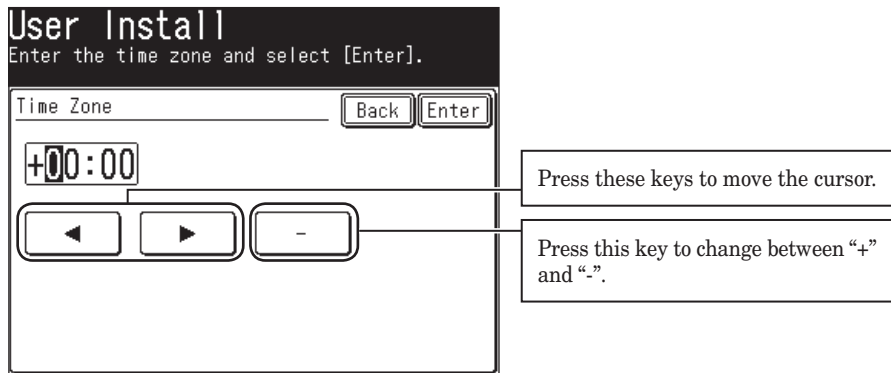 User Install
Enter the time zone and select [Enter].
Time Zone
Back Enter
+00:00
◄ ► -
Press these keys to move the cursor.
Press this key to change between “+”
and “-”.